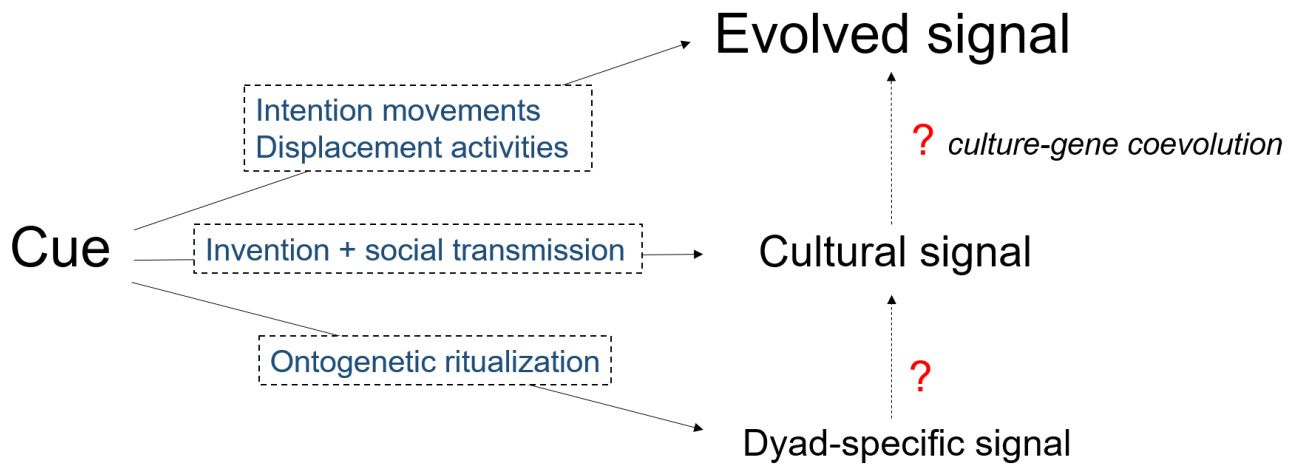 Evolved signal
Intention movements
Displacement activities
? culture-gene coevolution
Cue
Invention + social transmission
Cultural signal
Ontogenetic ritualization
?
Dyad-specific signal